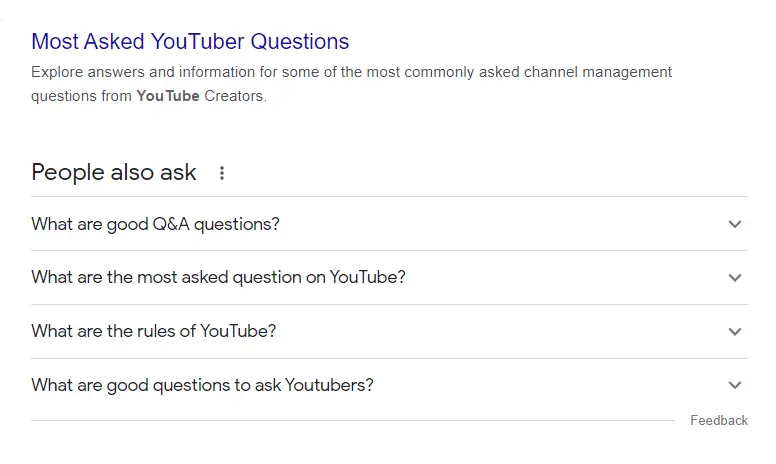 Most Asked YouTuber Questions
Explore answers and information for some of the most commonly asked channel management
questions from YouTube Creators.
People also ask
What are good Q&A questions?
What are the most asked question on YouTube?
What are the rules of YouTube?
What are good questions to ask Youtubers?
Feedback